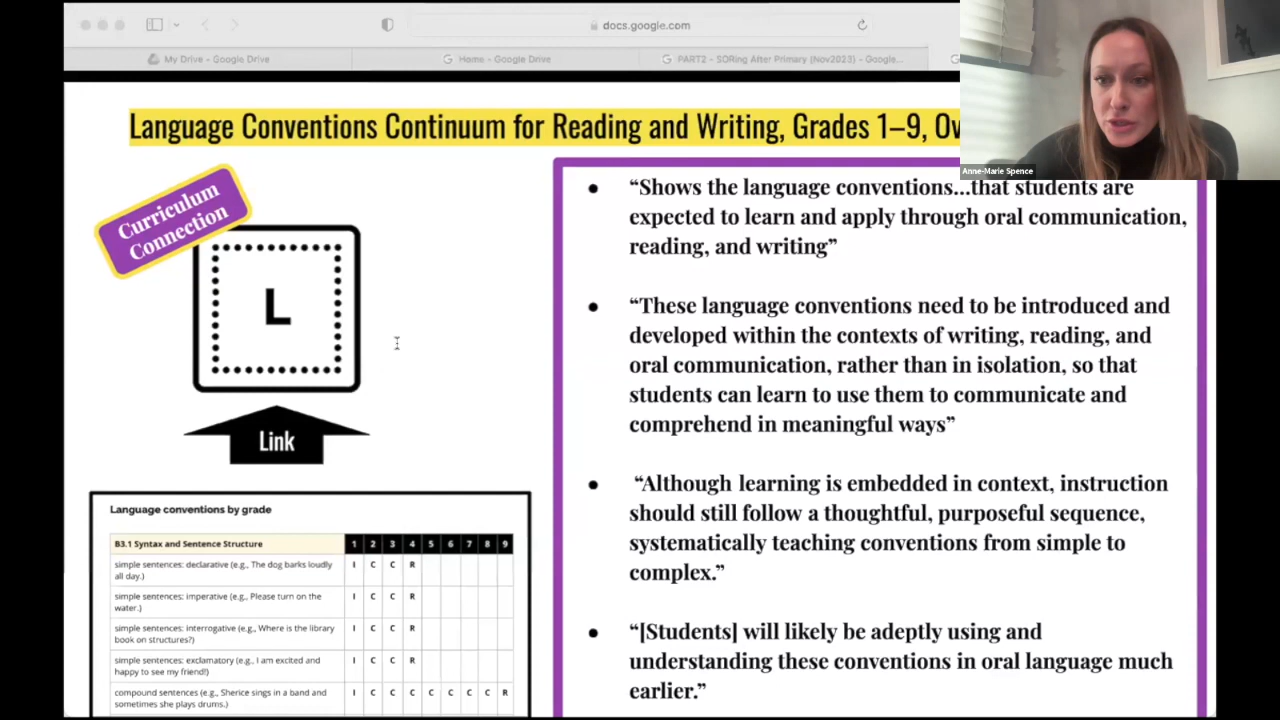 docs.google.com
My Drive - Google Drive
Home - Google Drive
PART2 - SORing After Primary (Nov2023) - Google...
Anne-Marie Spence
Language Conventions Continuum for Reading and Writing, Grades 1–9, Ov
Curriculum
Connection
L
Link
Language conventions by grade
B3.1 Syntax and Sentence Structure 1 2 3 4 5 6 7 8 9
simple sentences: declarative (e.g., The dog barks loudly I C C R
all day.)
simple sentences: imperative (e.g., Please turn on the I C C R
water.)
simple sentences: interrogative (e.g., Where is the library I C C R
book on structures?)
simple sentences: exclamatory (e.g., I am excited and I C C R
happy to see my friend!)
compound sentences (e.g., Sherice sings in a band and I C C C C C C C R
sometimes she plays drums.)
● “Shows the language conventions...that students are
expected to learn and apply through oral communication,
reading, and writing”
● “These language conventions need to be introduced and
developed within the contexts of writing, reading, and
oral communication, rather than in isolation, so that
students can learn to use them to communicate and
comprehend in meaningful ways”
● “Although learning is embedded in context, instruction
should still follow a thoughtful, purposeful sequence,
systematically teaching conventions from simple to
complex.”
● “[Students] will likely be adeptly using and
understanding these conventions in oral language much
earlier.”